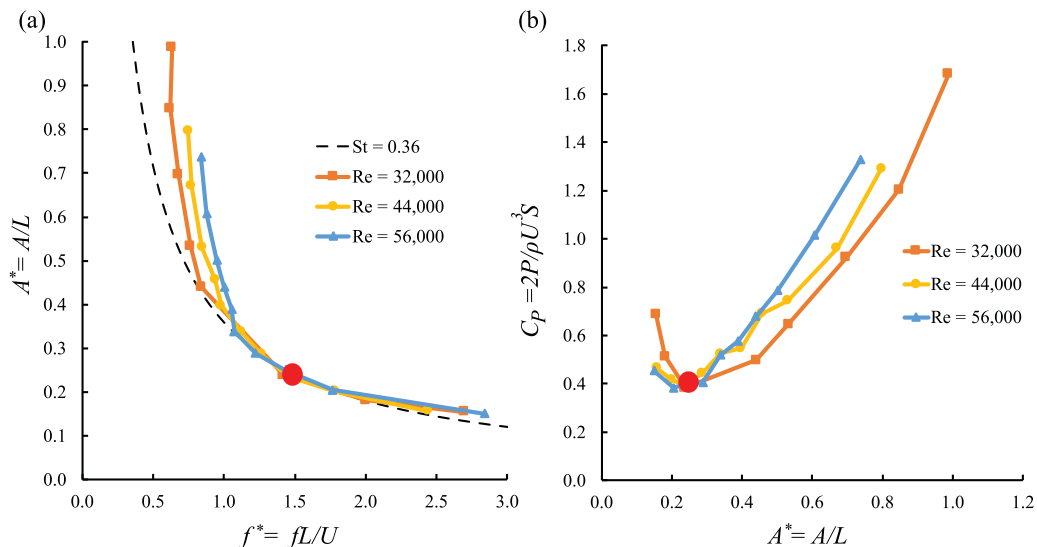 (a)
1.0
0.9
0.8
0.7
0.6
0.5
0.4
0.3
0.2
0.1
0.0
A*= A/L
0.0 0.5 1.0 1.5 2.0 2.5 3.0
f*= fL/U
St = 0.36
Re = 32,000
Re = 44,000
Re = 56,000
(b)
1.8
1.6
1.4
1.2
1.0
0.8
0.6
0.4
0.2
0.0
C_P =2P/ρU³S
0.0 0.2 0.4 0.6 0.8 1.0 1.2
A*= A/L
Re = 32,000
Re = 44,000
Re = 56,000